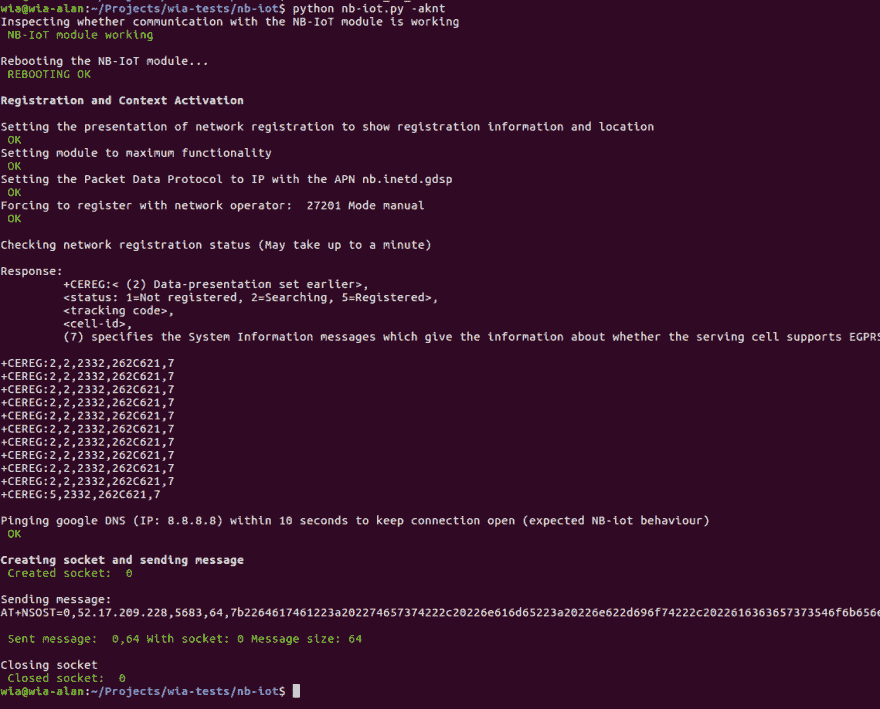 wia@wia-alan:~/Projects/wia-tests/nb-iot$ python nb-iot.py -aknt
Inspecting whether communication with the NB-IoT module is working
NB-IoT module working
Rebooting the NB-IoT module...
REBOOTING OK
Registration and Context Activation
Setting the presentation of network registration to show registration information and location
OK
Setting module to maximum functionality
OK
Setting the Packet Data Protocol to IP with the APN nb.inetd.gdsp
OK
Forcing to register with network operator:  27201 Mode manual
OK
Checking network registration status (May take up to a minute)
Response:
+CEREG:< (2) Data-presentation set earlier>,
<status: 1=Not registered, 2=Searching, 5=Registered>,
<tracking code>,
<cell-id>,
(7) specifies the System Information messages which give the information about whether the serving cell supports EGPRS
+CEREG:2,2,2332,262C621,7
+CEREG:2,2,2332,262C621,7
+CEREG:2,2,2332,262C621,7
+CEREG:2,2,2332,262C621,7
+CEREG:2,2,2332,262C621,7
+CEREG:2,2,2332,262C621,7
+CEREG:2,2,2332,262C621,7
+CEREG:2,2,2332,262C621,7
+CEREG:2,2,2332,262C621,7
+CEREG:2,2,2332,262C621,7
+CEREG:5,2332,262C621,7
Pinging google DNS (IP: 8.8.8.8) within 10 seconds to keep connection open (expected NB-iot behaviour)
OK
Creating socket and sending message
Created socket:  0
Sending message:
AT+NSOST=0,52.17.209.228,5683,64,7b2264617461223a202274657374222c20226e616d65223a20226e622d696f74222c2022616363657373546f6b656e
Sent message:  0,64 With socket: 0 Message size: 64
Closing socket
Closed socket:  0
wia@wia-alan:~/Projects/wia-tests/nb-iot$